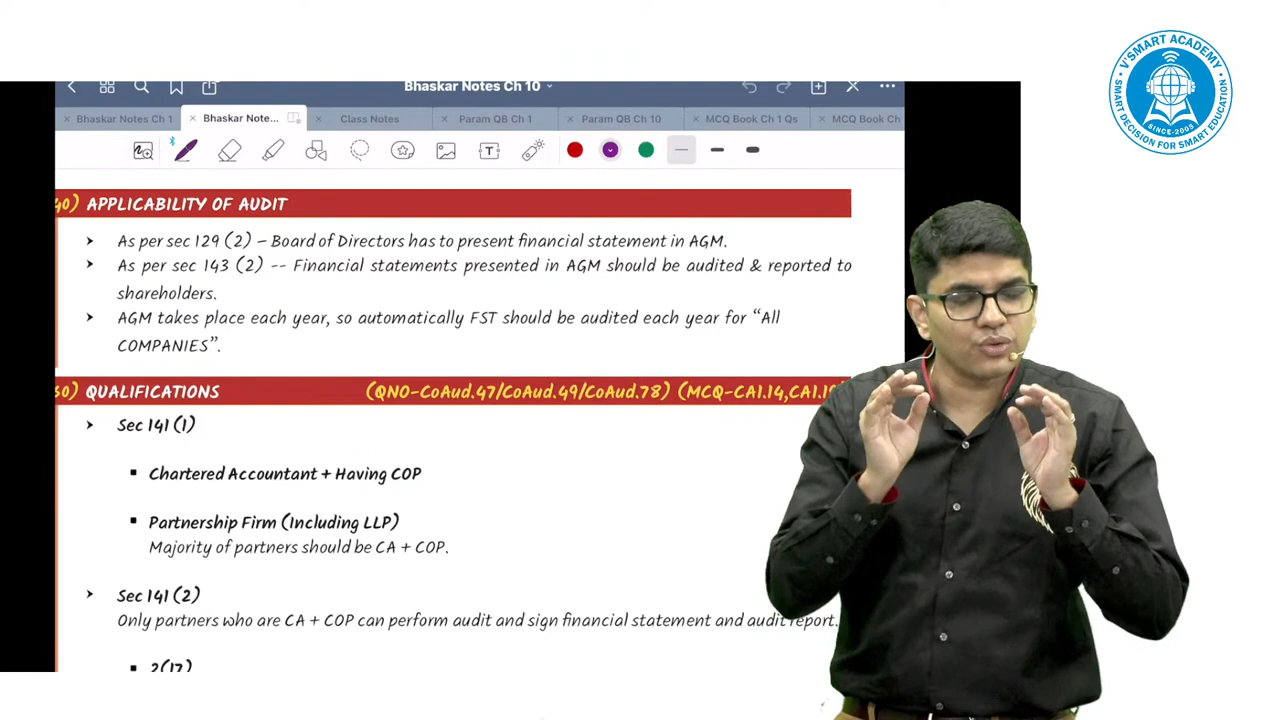 V'SMART ACADEMY
SINCE-2005
SMART DECISION FOR SMART EDUCATION
Bhaskar Notes Ch 10
Bhaskar Notes Ch 1
Bhaskar Note...
Class Notes
Param QB Ch 1
Param QB Ch 10
MCQ Book Ch 1 Qs
MCQ Book Ch
40) APPLICABILITY OF AUDIT
As per sec 129 (2) – Board of Directors has to present financial statement in AGM.
As per sec 143 (2) -- Financial statements presented in AGM should be audited & reported to
shareholders.
AGM takes place each year, so automatically FST should be audited each year for “All
COMPANIES”.
QUALIFICATIONS (QNO-CoAud.47/CoAud.49/CoAud.78) (MCQ-CA1.14,CA1.
Sec 141 (1)
Chartered Accountant + Having COP
Partnership Firm (Including LLP)
Majority of partners should be CA + COP.
Sec 141 (2)
Only partners who are CA + COP can perform audit and sign financial statement and audit report.
2(17)